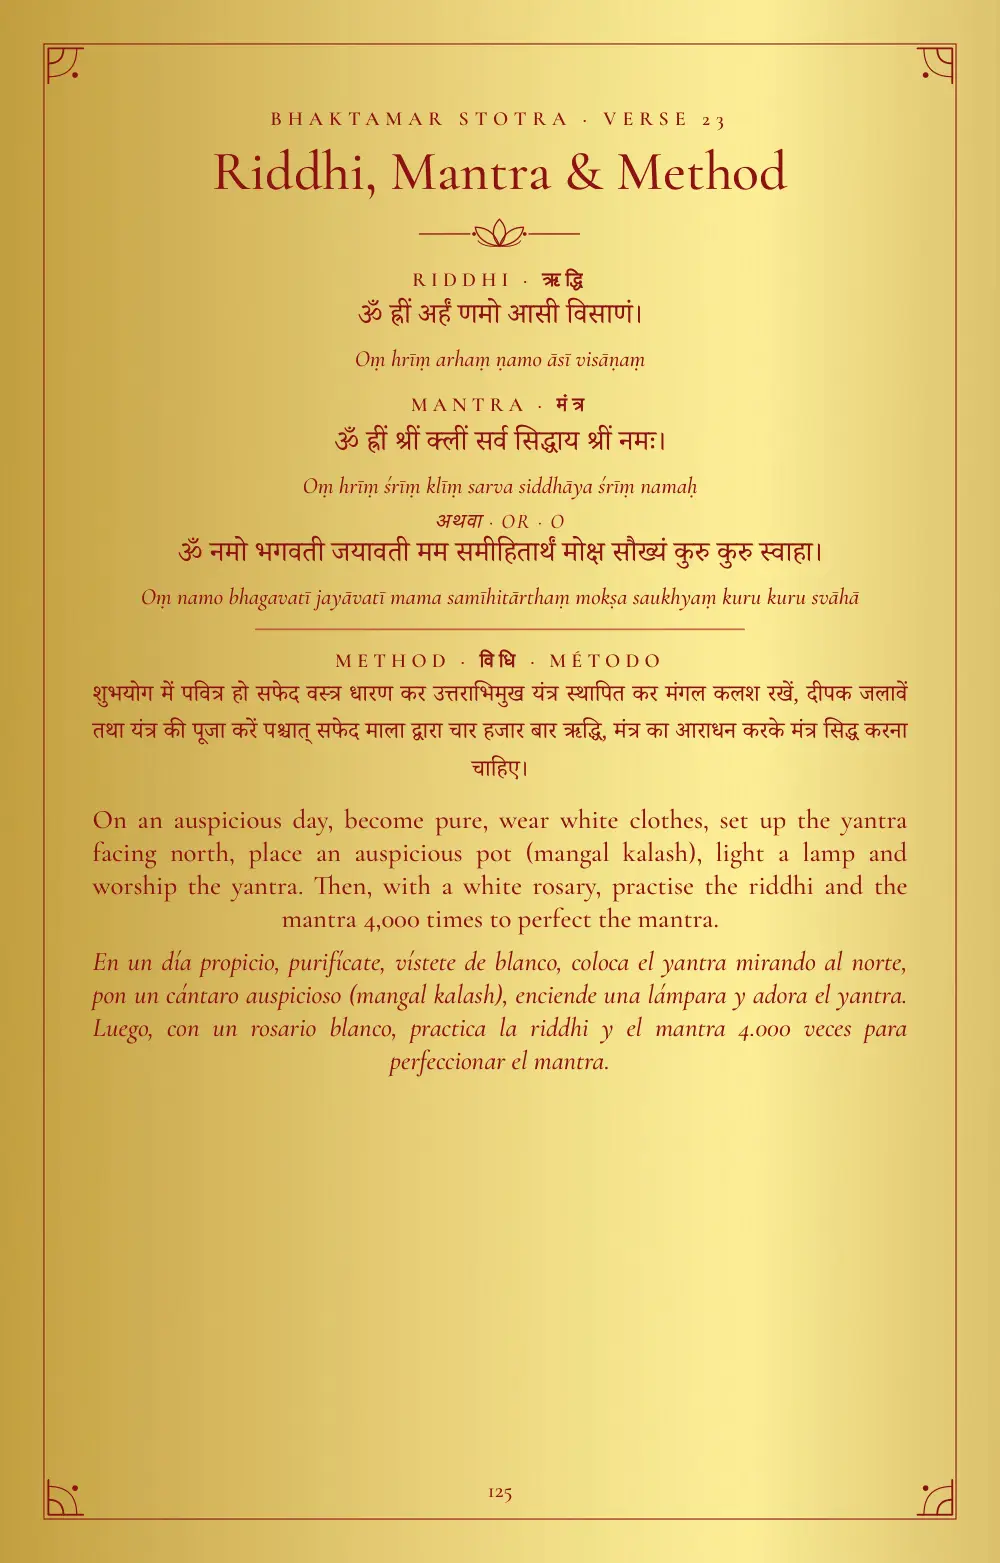 BHAKTAMAR STOTRA · VERSE 23
Riddhi, Mantra & Method
RIDDHI · ऋद्धि
ॐ ह्रीं अर्हं णमो आसी विसाणं।
Oṃ hrīṃ arhaṃ ṇamo āsī visāṇaṃ
MANTRA · मंत्र
ॐ ह्रीं श्रीं क्लीं सर्व सिद्धाय श्रीं नमः।
Oṃ hrīṃ śrīṃ klīṃ sarva siddhāya śrīṃ namaḥ
अथवा · OR · O
ॐ नमो भगवती जयावती मम समीहितार्थं मोक्ष सौख्यं कुरु कुरु स्वाहा।
Oṃ namo bhagavatī jayāvatī mama samīhitārthaṃ mokṣa saukhyaṃ kuru kuru svāhā
METHOD · विधि · MÉTODO
शुभयोग में पवित्र हो सफेद वस्त्र धारण कर उत्तराभिमुख यंत्र स्थापित कर मंगल कलश रखें, दीपक जलावें
तथा यंत्र की पूजा करें पश्चात् सफेद माला द्वारा चार हजार बार ऋद्धि, मंत्र का आराधन करके मंत्र सिद्ध करना
चाहिए।
On an auspicious day, become pure, wear white clothes, set up the yantra
facing north, place an auspicious pot (mangal kalash), light a lamp and
worship the yantra. Then, with a white rosary, practise the riddhi and the
mantra 4,000 times to perfect the mantra.
En un día propicio, purifícate, vístete de blanco, coloca el yantra mirando al norte,
pon un cántaro auspicioso (mangal kalash), enciende una lámpara y adora el yantra.
Luego, con un rosario blanco, practica la riddhi y el mantra 4.000 veces para
perfeccionar el mantra.
125